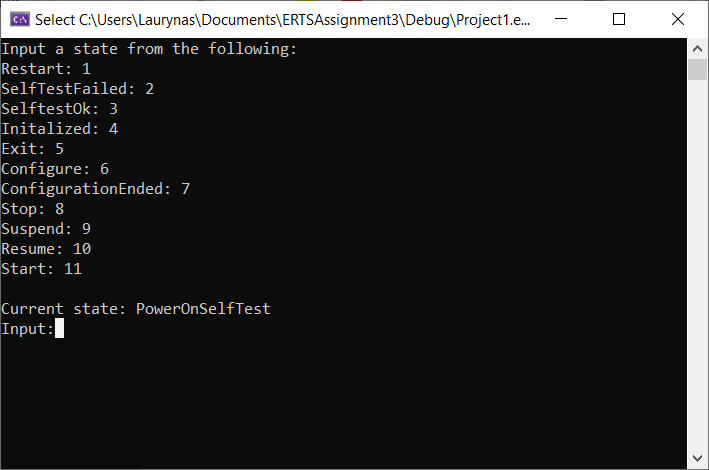 Select C:\Users\Laurynas\Documents\ERTSAssignment3\Debug\Project1.e...
Input a state from the following:
Restart: 1
SelfTestFailed: 2
SelftestOk: 3
Initalized: 4
Exit: 5
Configure: 6
ConfigurationEnded: 7
Stop: 8
Suspend: 9
Resume: 10
Start: 11
Current state: PowerOnSelfTest
Input: